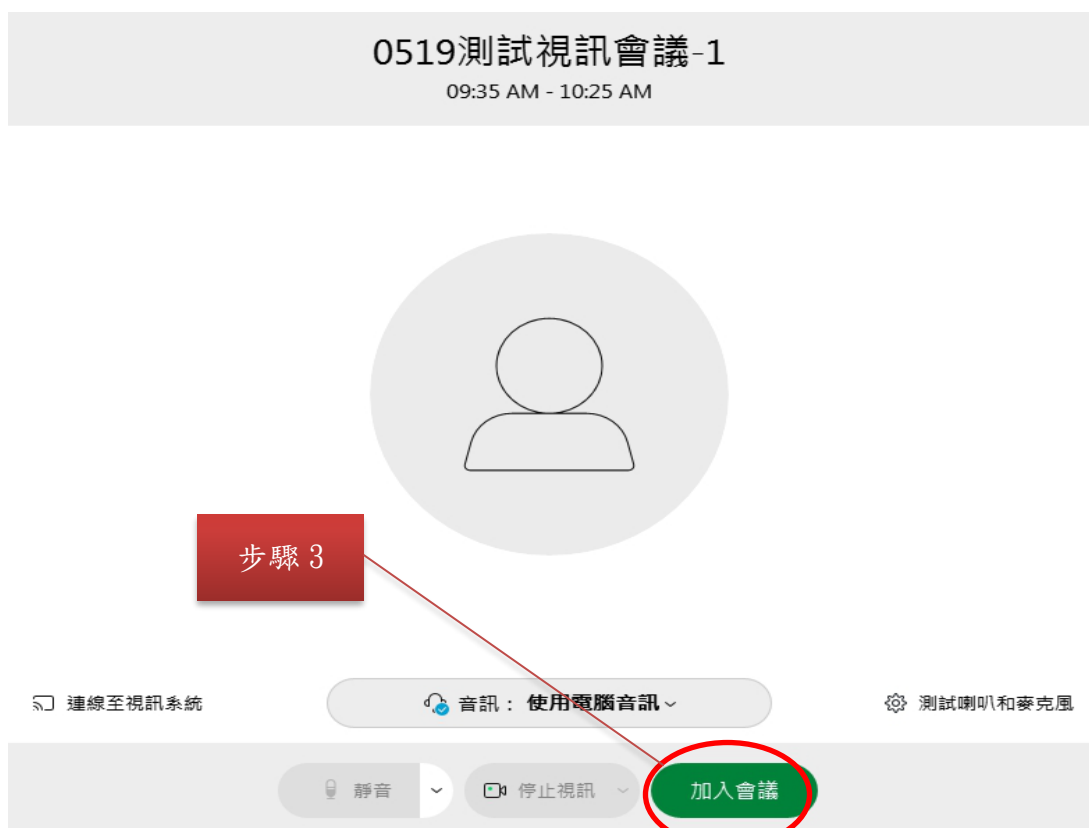 0519測試視訊會議-1
09:35 AM - 10:25 AM
步驟 3
連線至視訊系統
音訊： 使用電腦音訊
測試喇叭和麥克風
靜音
停止視訊
加入會議